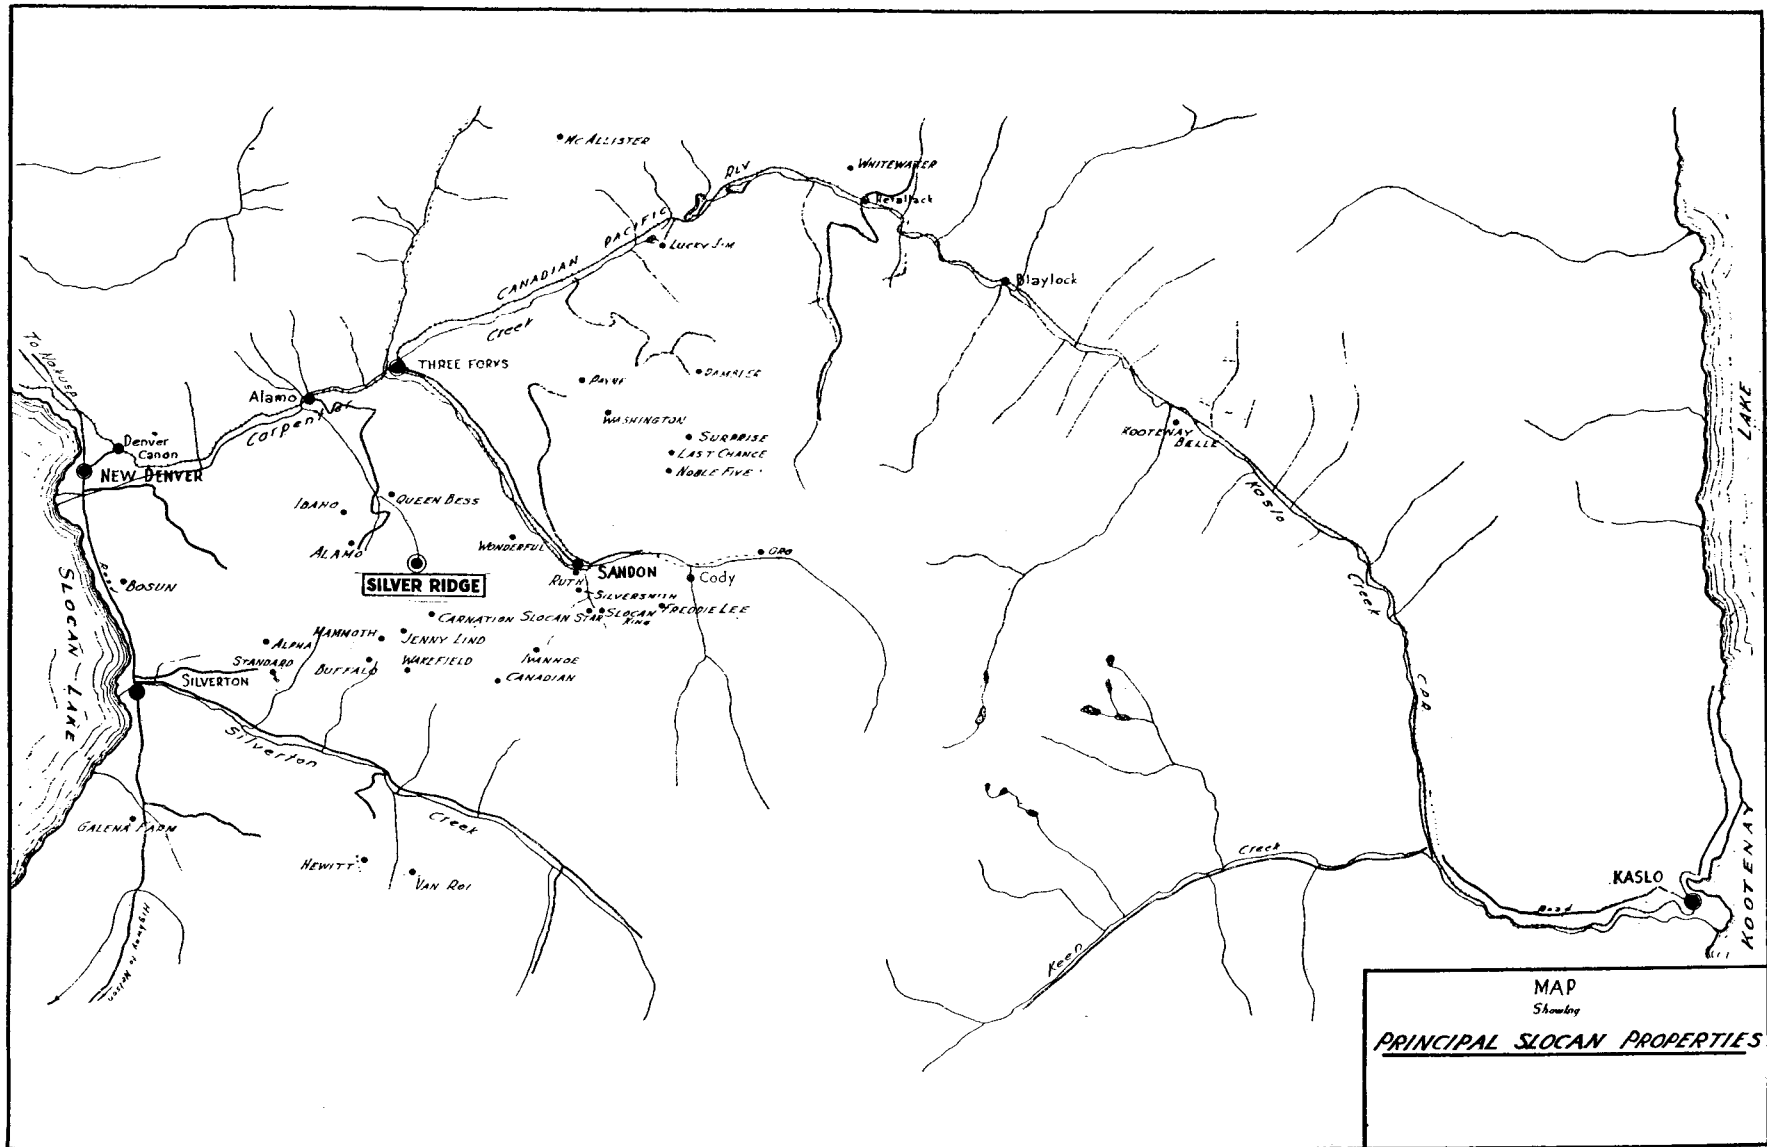 McALLISTER
WHITEWATER
RLY
Retallack
PACIFIC
LUCKY JIM
CANADIAN
Creek
Blaylock
To Nakusp
THREE FORKS
PAYNE
RAMBLER
Alamo
Carpenter
WASHINGTON
KOOTENAY
BELLE
SURPRISE
LAST CHANCE
NOBLE FIVE
Denver
Canon
NEW DENVER
IDAHO
QUEEN BESS
Kaslo
LAKE
ALAMO
WONDERFUL
SANDON
Cody
SILVER RIDGE
RUTH
SILVERSMITH
Road
BOSUN
Creek
CARNATION
SLOCAN STAR
SLOCAN
KING
FREDDIE LEE
SLOCAN LAKE
ALPHA
MAMMOTH
JENNY LIND
STANDARD
BUFFALO
WAKEFIELD
IVANHOE
CANADIAN
SILVERTON
C.P.R
Silverton
Creek
GALENA FARM
HEWITT
VAN ROI
Creek
KASLO
Road
KOOTENAY
Highway to Nelson
Keen
MAP
Showing
PRINCIPAL SLOCAN PROPERTIES